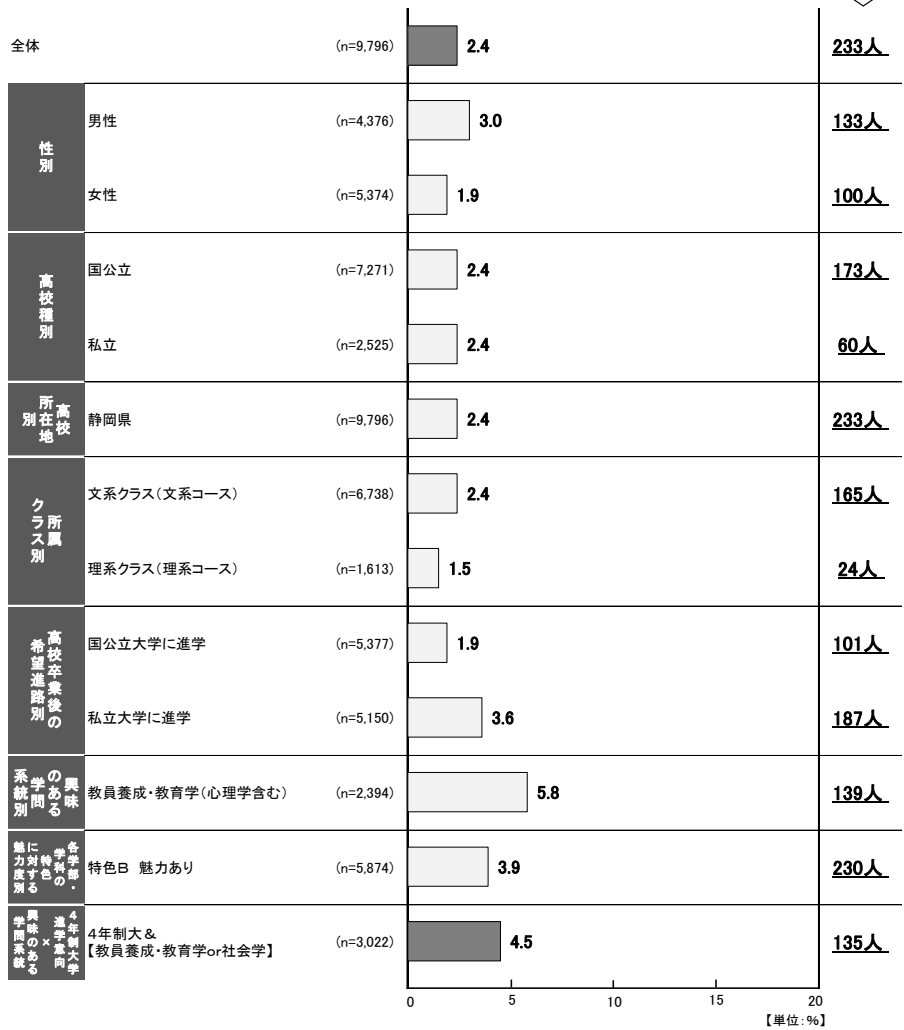 全体 (n=9,796) 2.4 233人
性別
男性 (n=4,376) 3.0 133人
女性 (n=5,374) 1.9 100人
高校種別
国公立 (n=7,271) 2.4 173人
私立 (n=2,525) 2.4 60人
高校所在地別
静岡県 (n=9,796) 2.4 233人
所属クラス別
文系クラス(文系コース) (n=6,738) 2.4 165人
理系クラス(理系コース) (n=1,613) 1.5 24人
高校卒業後の希望進路別
国公立大学に進学 (n=5,377) 1.9 101人
私立大学に進学 (n=5,150) 3.6 187人
興味のある学問系統別
教員養成・教育学(心理学含む) (n=2,394) 5.8 139人
各学部・学科の特色に対する魅力度別
特色B 魅力あり (n=5,874) 3.9 230人
4年制大学進学意向×興味のある学問系統
4年制大&
【教員養成・教育学or社会学】 (n=3,022) 4.5 135人
0 5 10 15 20
【単位:%】